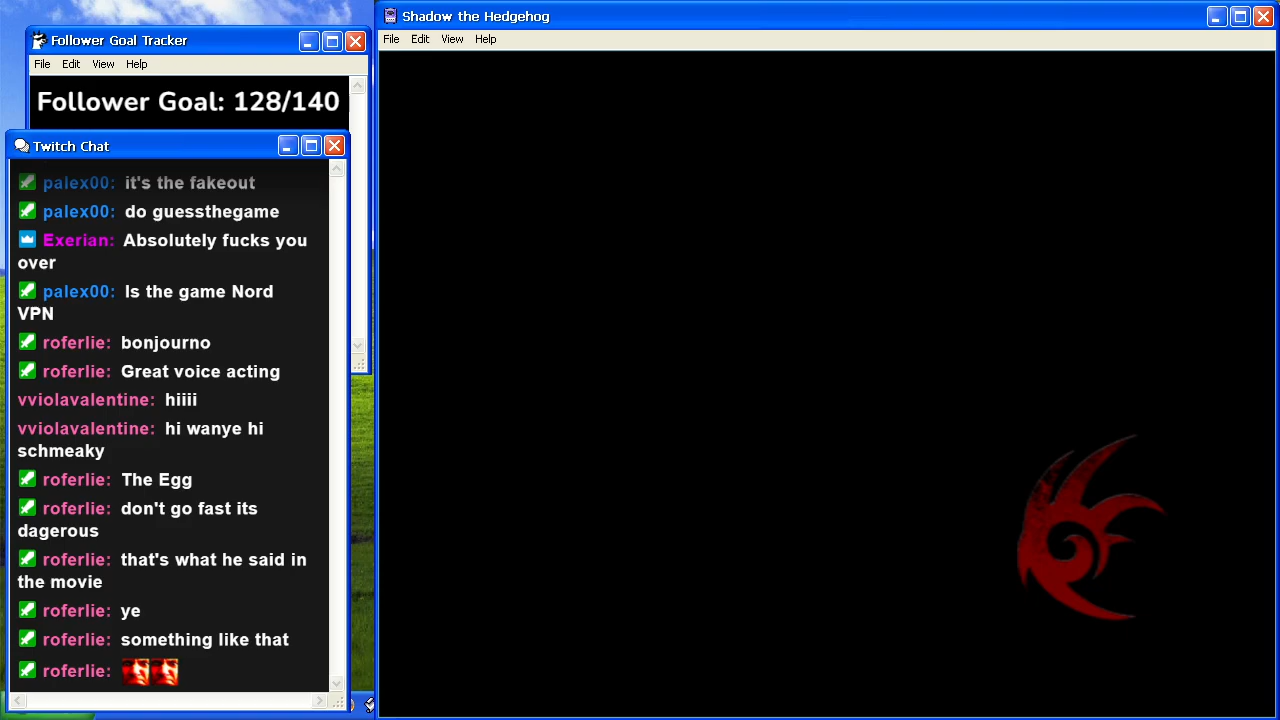 Follower Goal Tracker
File Edit View Help
Follower Goal: 128/140
Twitch Chat
palex00: it's the fakeout
palex00: do guessthegame
Exerian: Absolutely fucks you
over
palex00: Is the game Nord
VPN
roferlie: bonjourno
roferlie: Great voice acting
vviolavalentine: hiiii
vviolavalentine: hi wanye hi
schmeaky
roferlie: The Egg
roferlie: don't go fast its
dagerous
roferlie: that's what he said in
the movie
roferlie: ye
roferlie: something like that
roferlie:
Shadow the Hedgehog
File Edit View Help